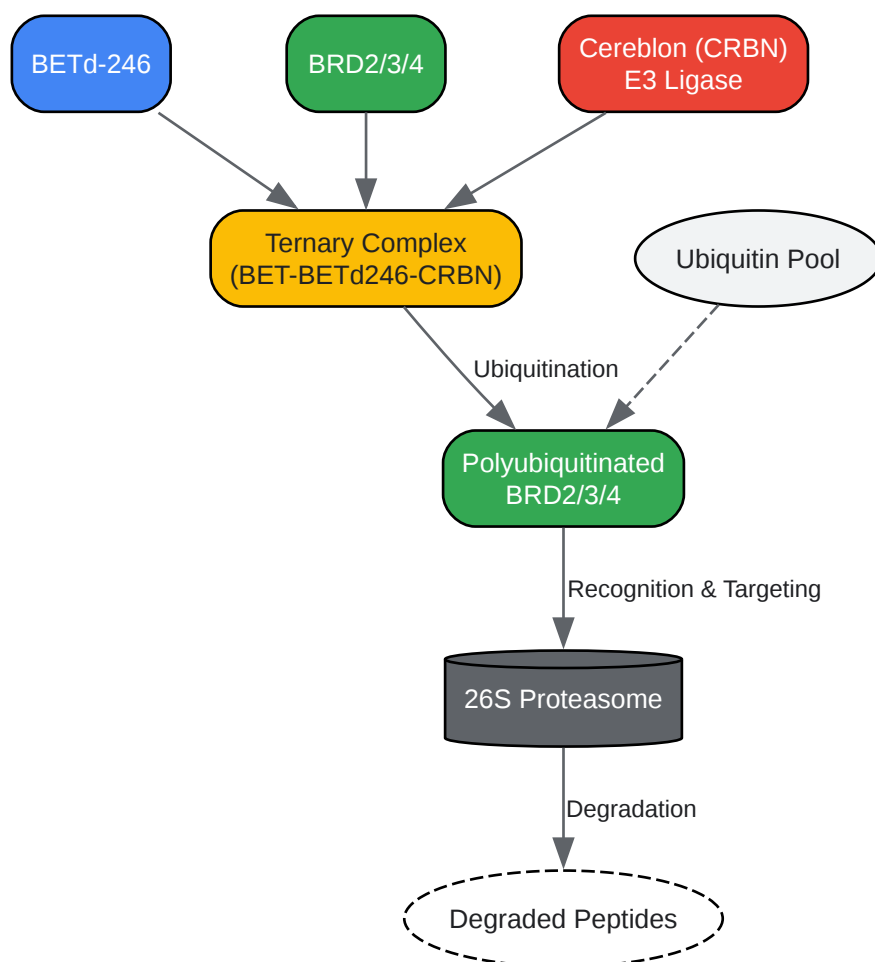 BETd-246
BRD2/3/4
Cereblon (CRBN)
E3 Ligase
Ternary Complex
(BET-BETd246-CRBN)
Ubiquitin Pool
Ubiquitination
Polyubiquitinated
BRD2/3/4
Recognition & Targeting
26S Proteasome
Degradation
Degraded Peptides